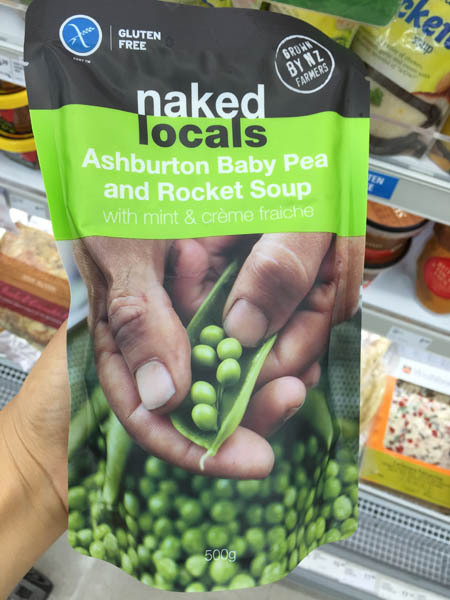 GLUTEN
FREE
GROWN
BY NZ
FARMERS
naked
locals
Ashburton Baby Pea
and Rocket Soup
with mint & crème fraiche
500g